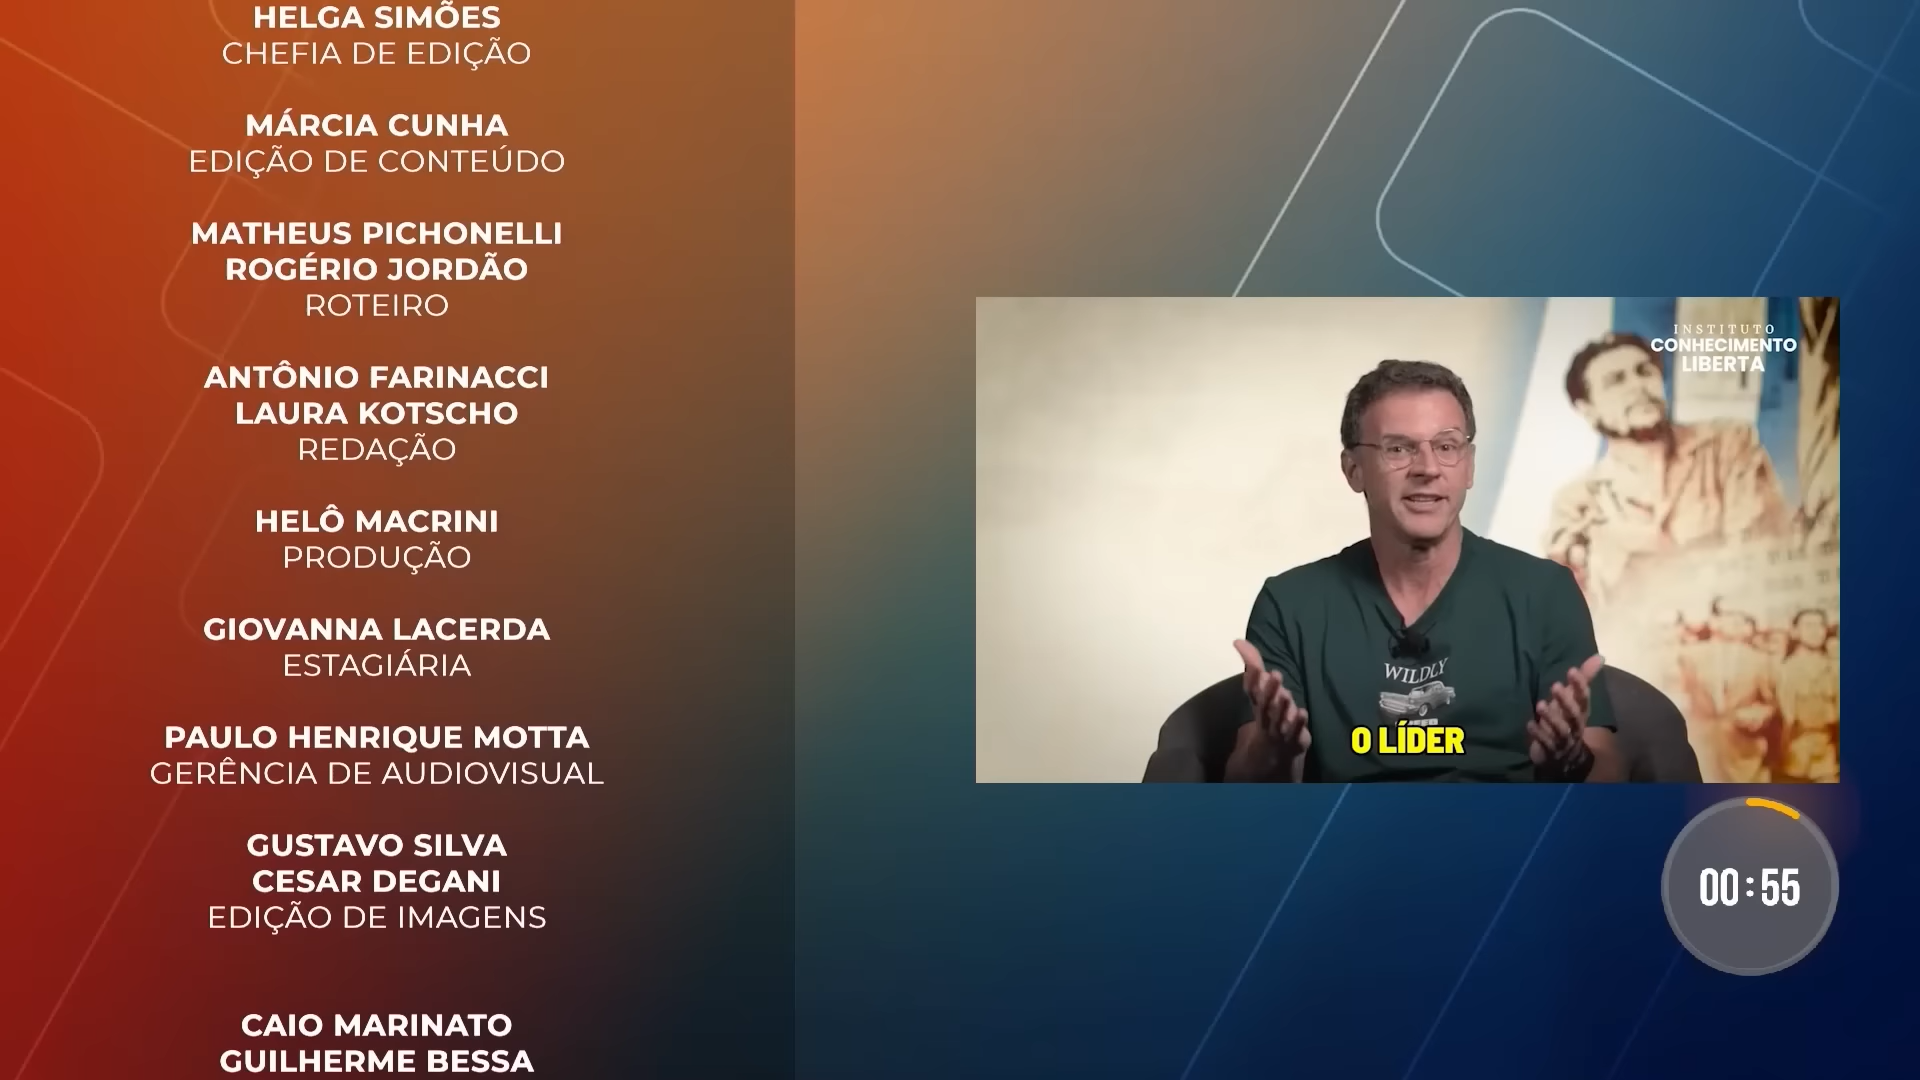 HELGA SIMÕES
CHEFIA DE EDIÇÃO
MÁRCIA CUNHA
EDIÇÃO DE CONTEÚDO
MATHEUS PICHONELLI
ROGÉRIO JORDÃO
ROTEIRO
ANTÔNIO FARINACCI
LAURA KOTSCHO
REDAÇÃO
HELÔ MACRINI
PRODUÇÃO
GIOVANNA LACERDA
ESTAGIÁRIA
PAULO HENRIQUE MOTTA
GERÊNCIA DE AUDIOVISUAL
GUSTAVO SILVA
CESAR DEGANI
EDIÇÃO DE IMAGENS
CAIO MARINATO
GUILHERME BESSA
INSTITUTO
CONHECIMENTO
LIBERTA
WILDLY
O LÍDER
00:55